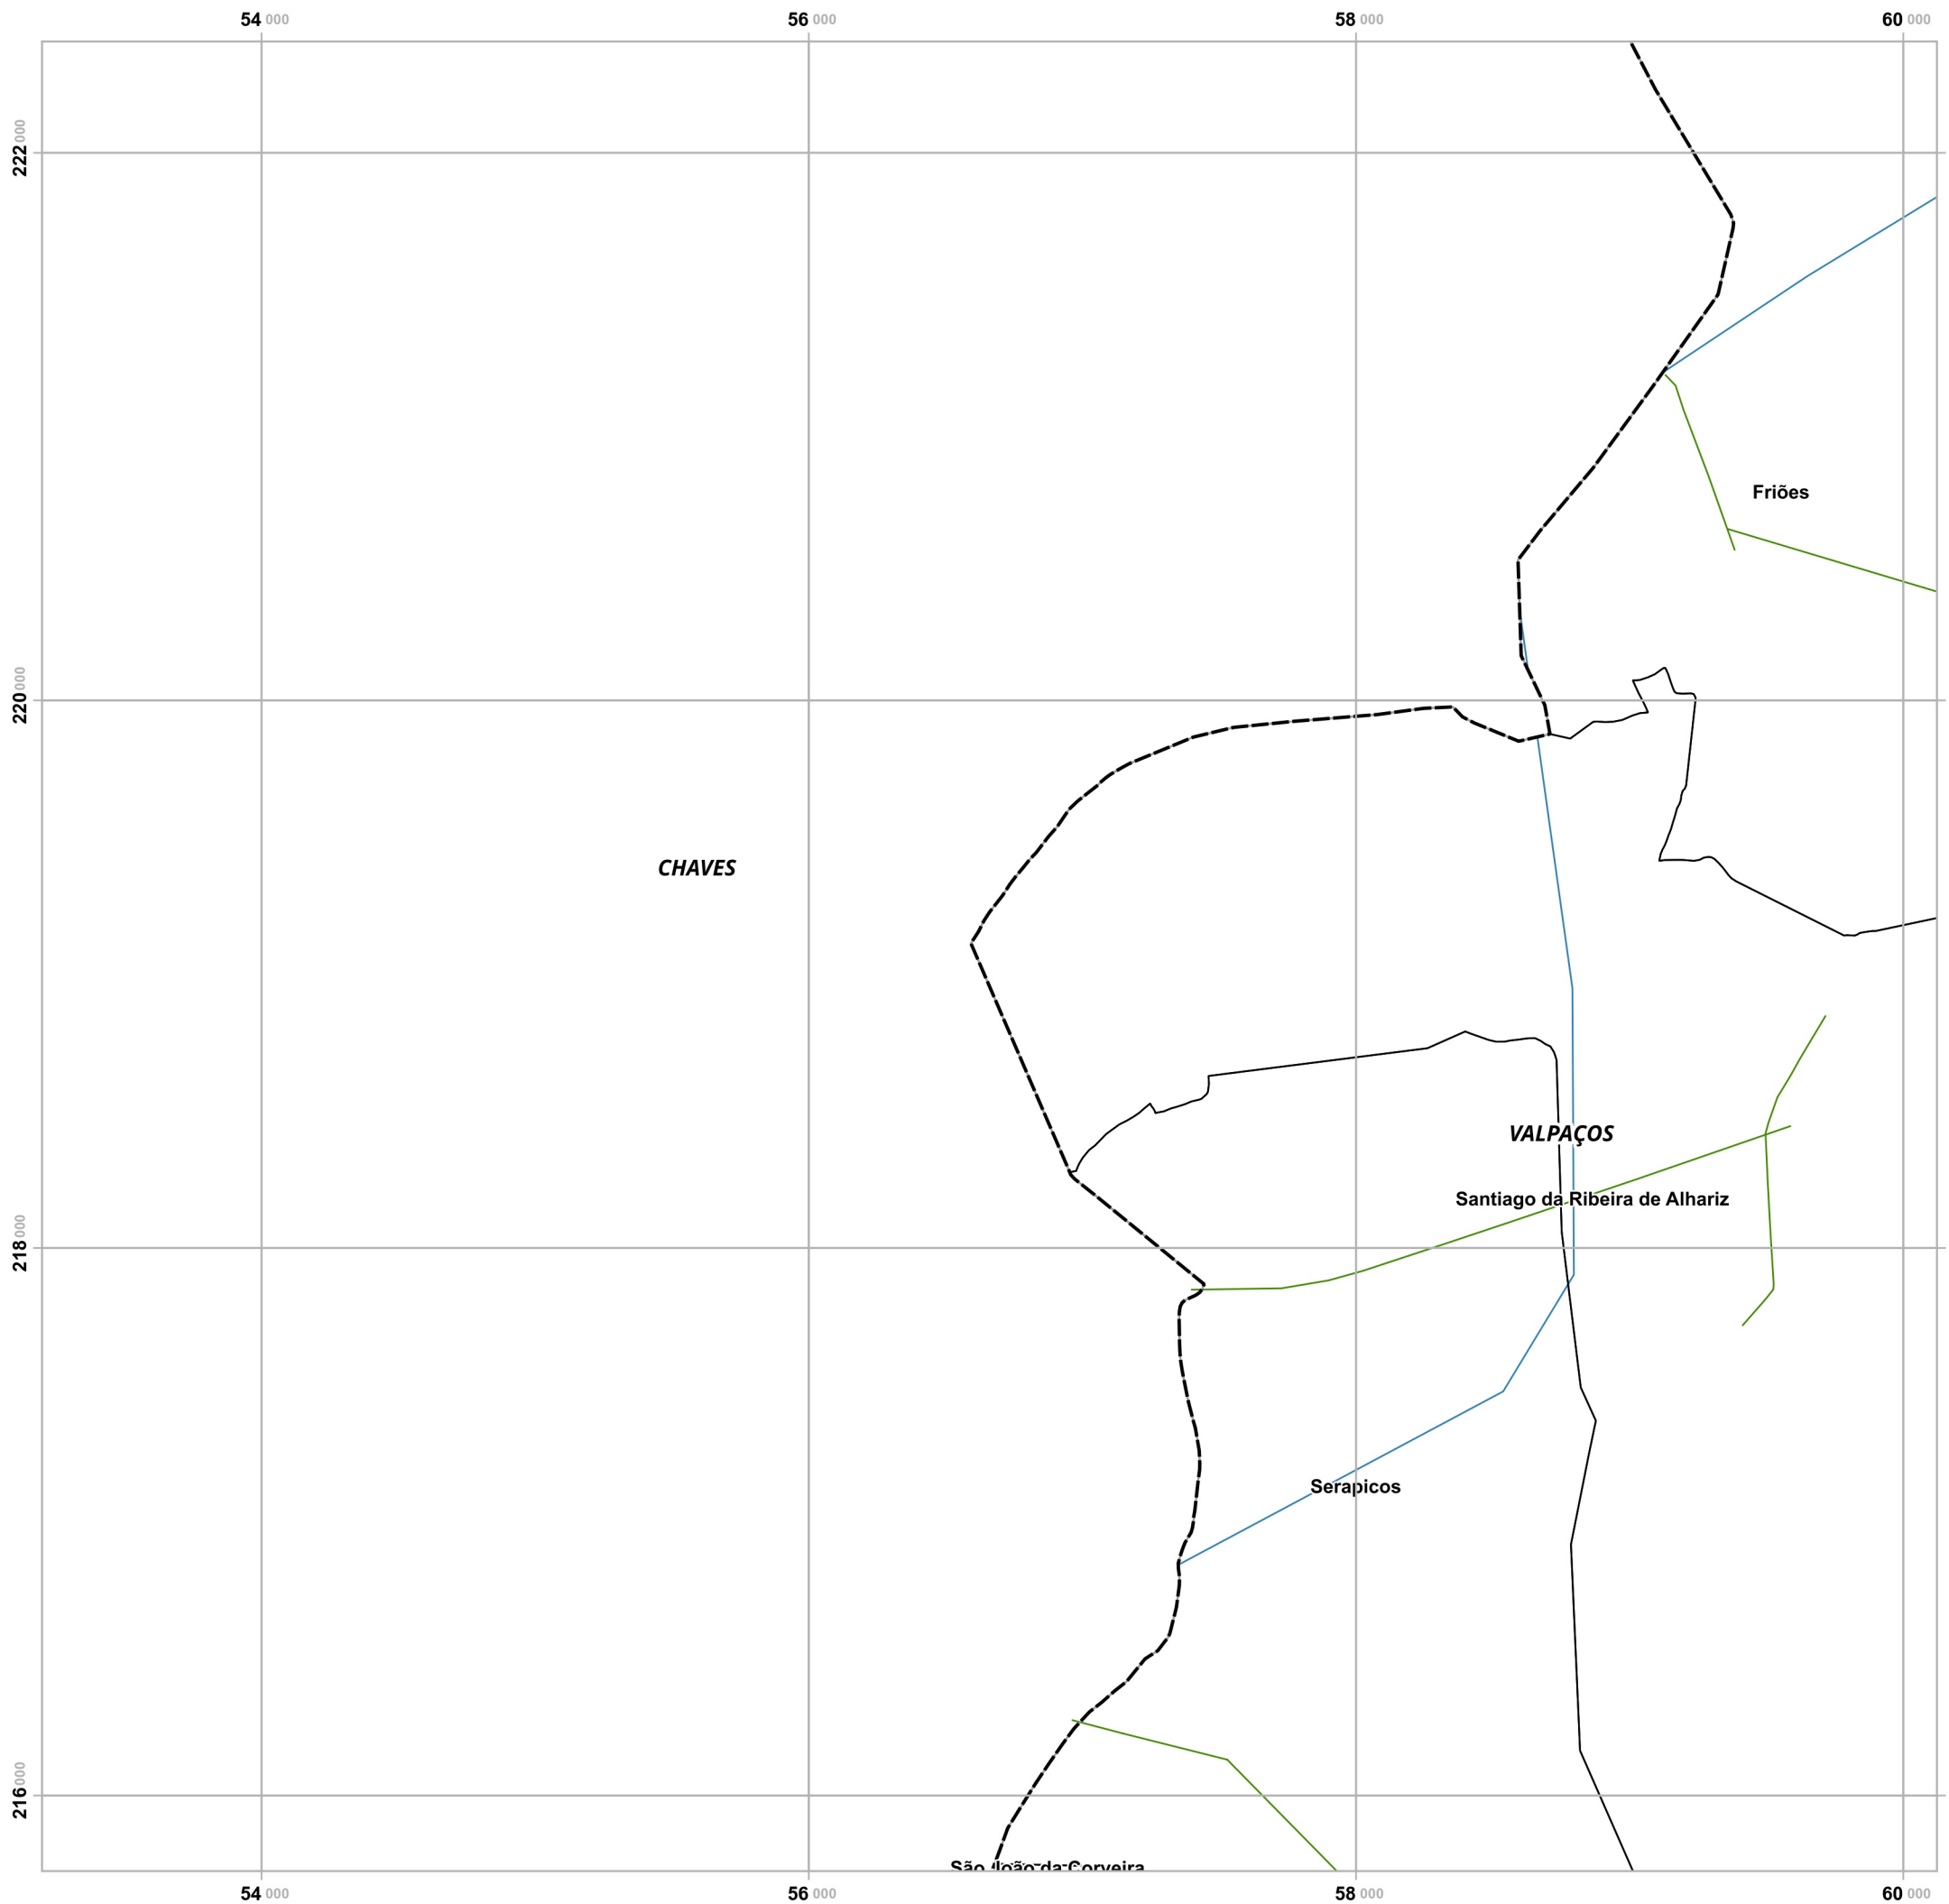 54 000 56 000 58 000 60 000
222 000
Friões
220 000
CHAVES
VALPAÇOS
Santiago da Ribeira de Alhariz
218 000
Serapicos
216 000
São João da Corveira
54 000 56 000 58 000 60 000